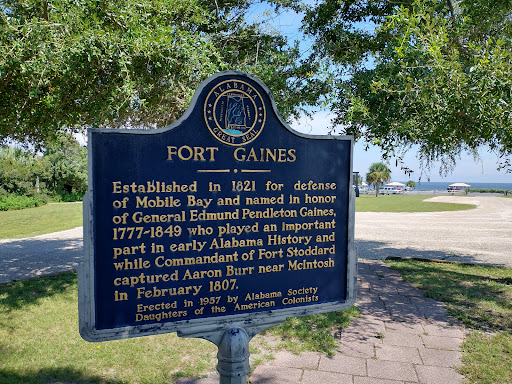 ALABAMA
GREAT SEAL
FORT GAINES
Established in 1821 for defense
of Mobile Bay and named in honor
of General Edmund Pendleton Gaines,
1777-1849 who played an important
part in early Alabama History and
while Commandant of Fort Stoddard
captured Aaron Burr near McIntosh
in February 1807.
Erected in 1957 by Alabama Society
Daughters of the American Colonists